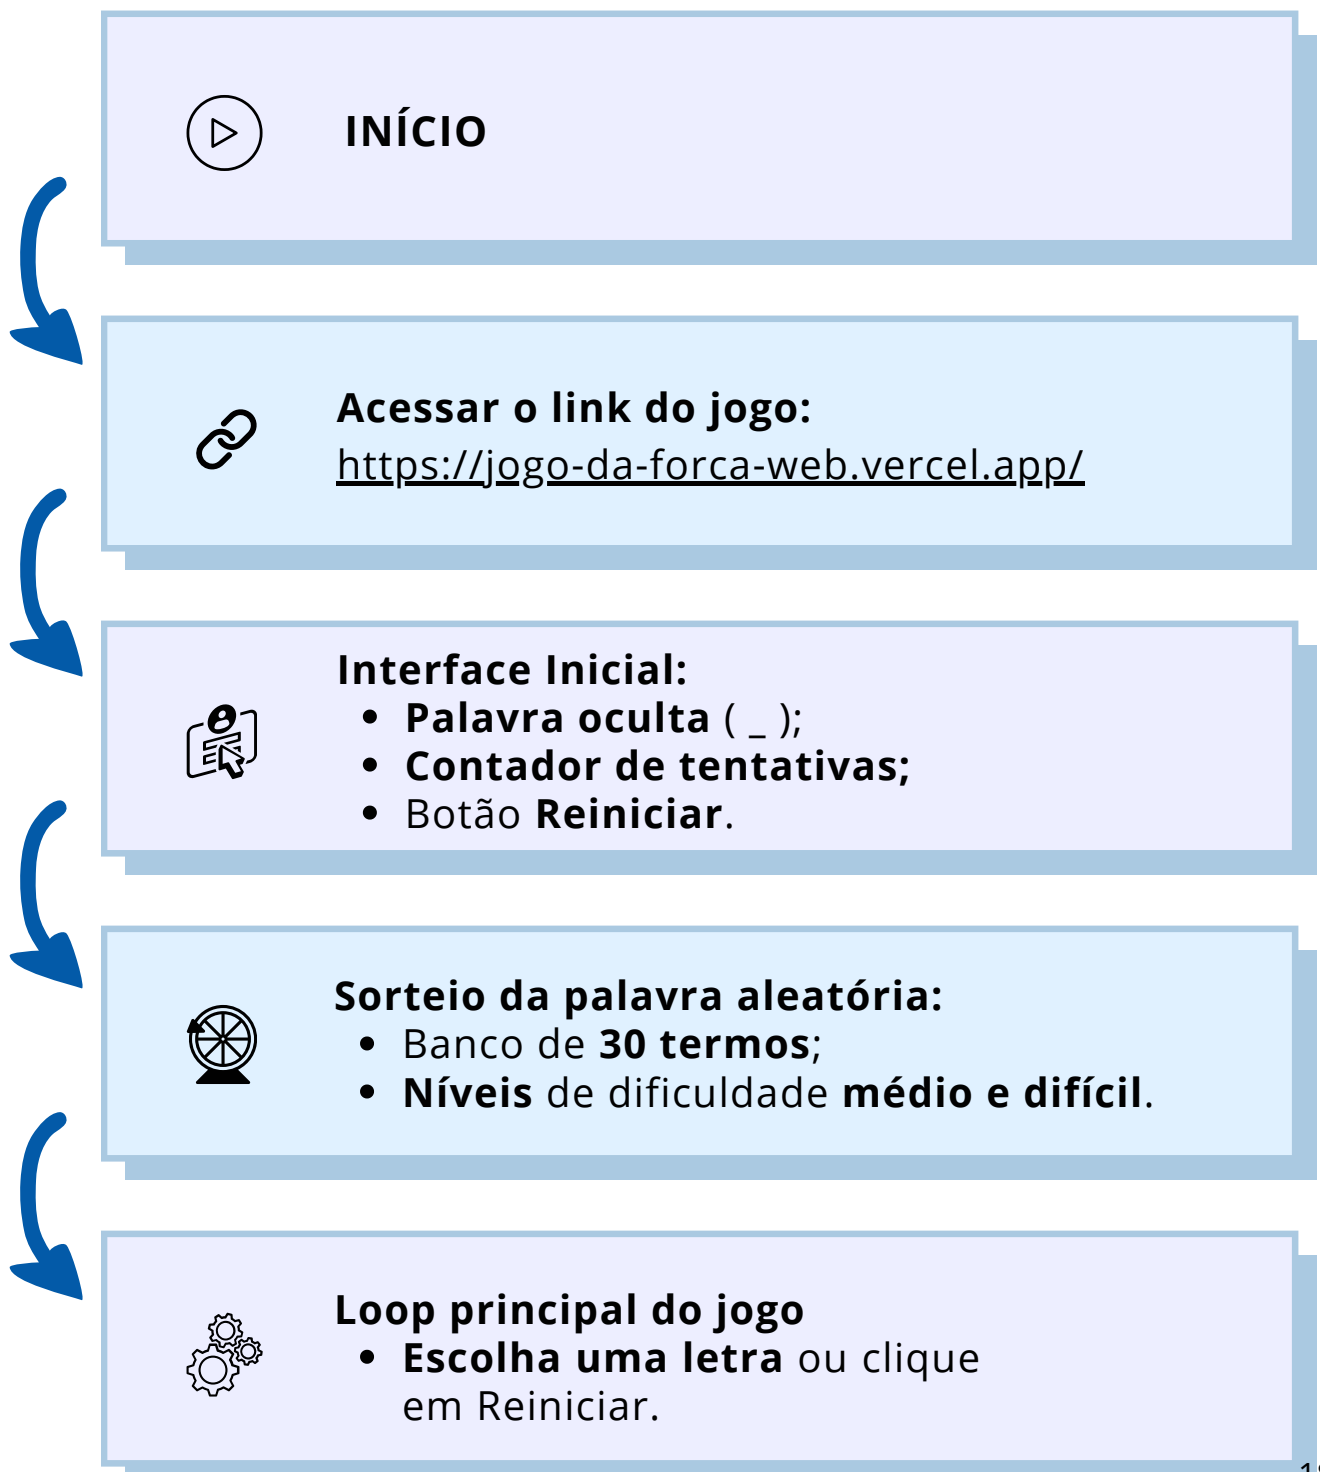 INÍCIO
Acessar o link do jogo:
https://jogo-da-forca-web.vercel.app/
Interface Inicial:
• Palavra oculta ( _ );
• Contador de tentativas;
• Botão Reiniciar.
Sorteio da palavra aleatória:
• Banco de 30 termos;
• Níveis de dificuldade médio e difícil.
Loop principal do jogo
• Escolha uma letra ou clique
em Reiniciar.